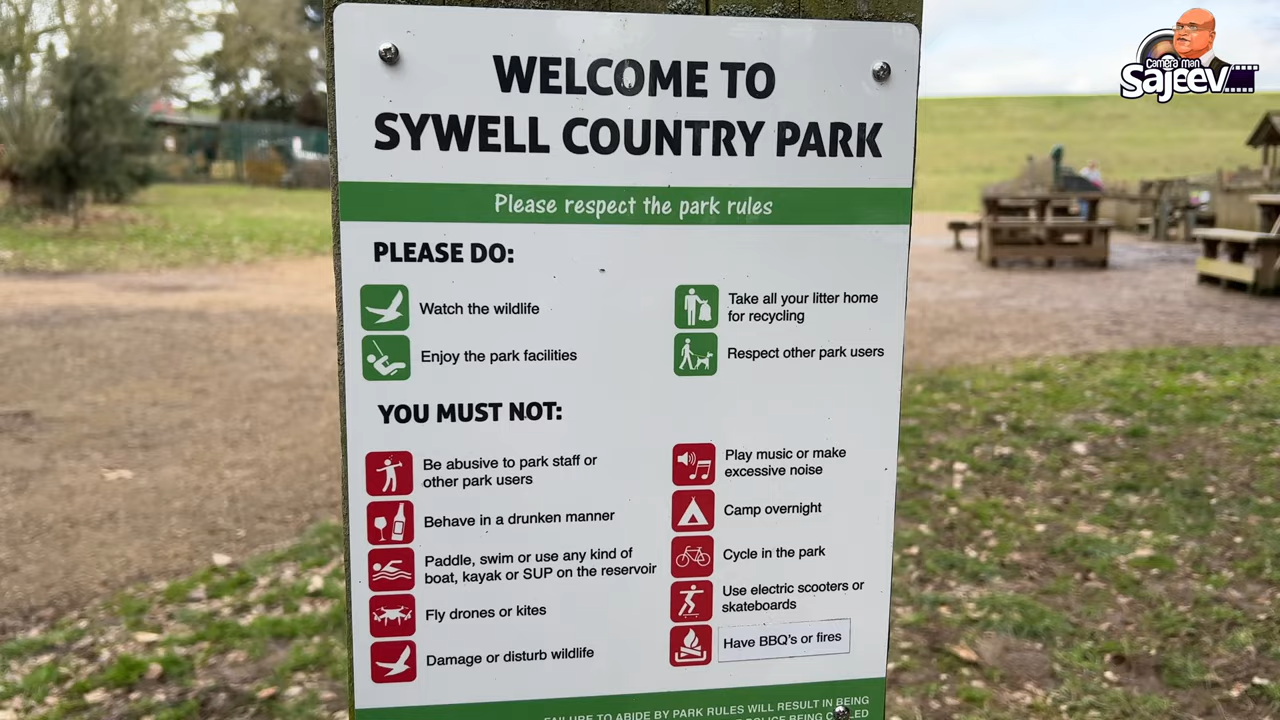 Camera man
SajeeV
WELCOME TO
SYWELL COUNTRY PARK
Please respect the park rules
PLEASE DO:
Watch the wildlife
Enjoy the park facilities
Take all your litter home
for recycling
Respect other park users
YOU MUST NOT:
Be abusive to park staff or
other park users
Behave in a drunken manner
Paddle, swim or use any kind of
boat, kayak or SUP on the reservoir
Fly drones or kites
Damage or disturb wildlife
Play music or make
excessive noise
Camp overnight
Cycle in the park
Use electric scooters or
skateboards
Have BBQ's or fires
FAILURE TO ABIDE BY PARK RULES WILL RESULT IN BEING
POLICE BEING